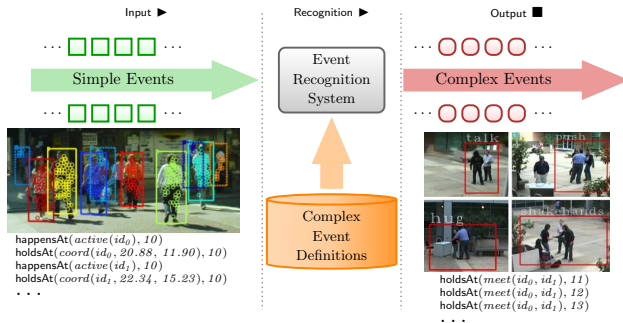 Input ▶
Recognition ▶
Output ■
· · ·
· · ·
Simple Events
· · ·
· · ·
happensAt(active(id₀), 10)
holdsAt(coord(id₀, 20.88, 11.90), 10)
happensAt(active(id₁), 10)
holdsAt(coord(id₁, 22.34, 15.23), 10)
· · ·
Event
Recognition
System
Complex
Event
Definitions
· · ·
· · ·
Complex Events
· · ·
· · ·
talk
push
hug
holdsAt(meet(id₀, id₁), 11)
holdsAt(meet(id₀, id₁), 12)
holdsAt(meet(id₀, id₁), 13)
· · ·